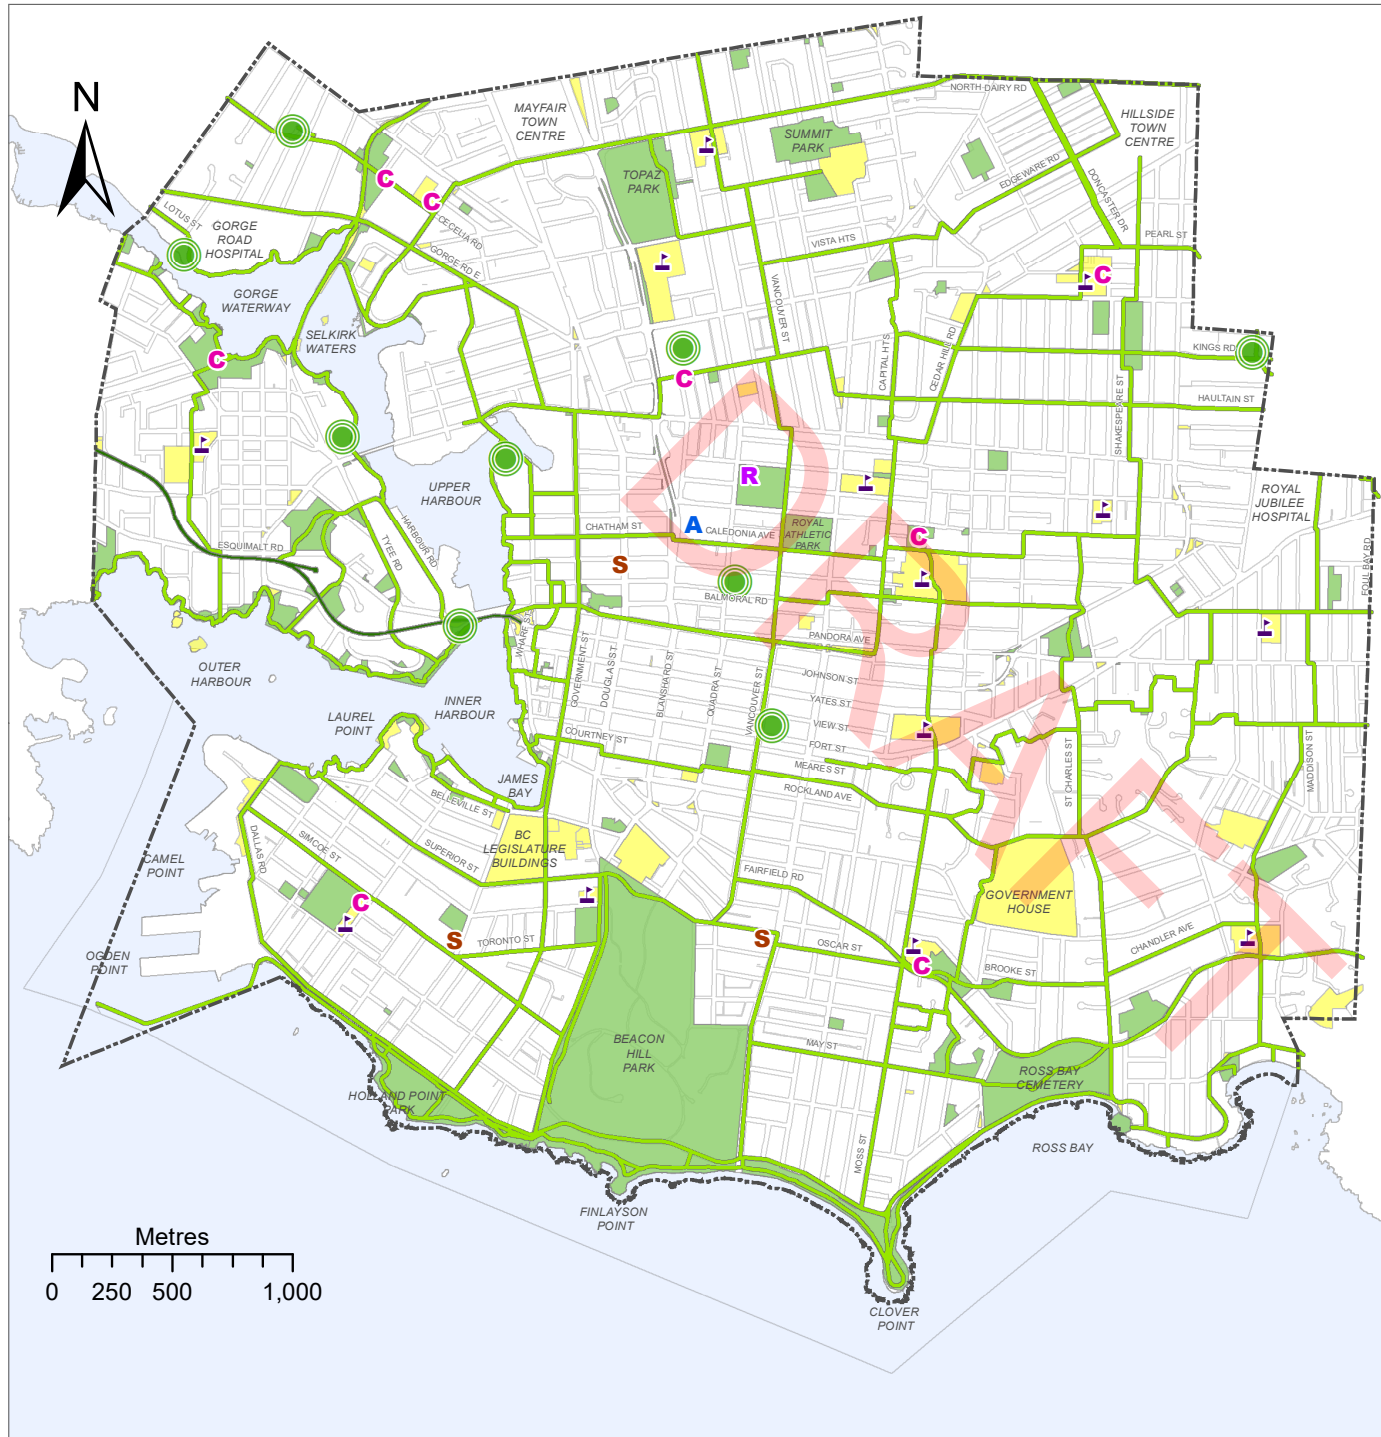 N
MAYFAIR
TOWN
CENTRE
NORTH DAIRY RD
HILLSIDE
TOWN
CENTRE
SUMMIT
PARK
TOPAZ
PARK
EDGEWARE RD
DONCASTER DR
C
C
LOTUS ST
GORGE
ROAD
HOSPITAL
CECELIA RD
GORGE RD E
VISTA HTS
PEARL ST
C
GORGE
WATERWAY
SELKIRK
WATERS
VANCOUVER ST
CAPITAL HTS
CEDAR HILL RD
KINGS RD
C
C
SHAKESPEARE ST
HAULTAIN ST
UPPER
HARBOUR
R
ROYAL
JUBILEE
HOSPITAL
CHATHAM ST
A
CALEDONIA AVE
ROYAL
ATHLETIC
PARK
C
ESQUIMALT RD
TYEE RD
HARBOUR RD
S
BALMORAL RD
FOUL BAY RD
WHARF ST
PANDORA AVE
OUTER
HARBOUR
GOVERNMENT ST
DOUGLAS ST
BLANSHARD ST
QUADRA ST
VANCOUVER ST
JOHNSON ST
YATES ST
VIEW ST
FORT ST
INNER
HARBOUR
LAUREL
POINT
COURTNEY ST
MEARES ST
ROCKLAND AVE
ST CHARLES ST
MADDISON ST
JAMES
BAY
BELLEVILLE ST
BC
LEGISLATURE
BUILDINGS
SUPERIOR ST
SIMCOE ST
DALLAS RD
CAMEL
POINT
FAIRFIELD RD
GOVERNMENT
HOUSE
C
S
TORONTO ST
S
OSCAR ST
CHANDLER AVE
C
BROOKE ST
OGDEN
POINT
BEACON
HILL
PARK
MAY ST
ROSS BAY
CEMETERY
HOLLAND POINT
PARK
MOSS ST
ROSS BAY
FINLAYSON
POINT
CLOVER
POINT
Metres
0 250 500 1,000
DRAFT